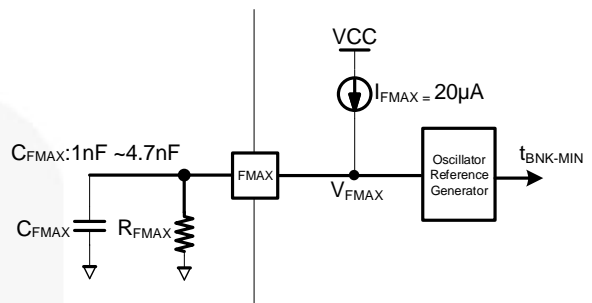 VCC
IFMAX = 20µA
CFMAX:1nF ~4.7nF
FMAX
Oscillator
Reference
Generator
tBNK-MIN
VFMAX
CFMAX
RFMAX